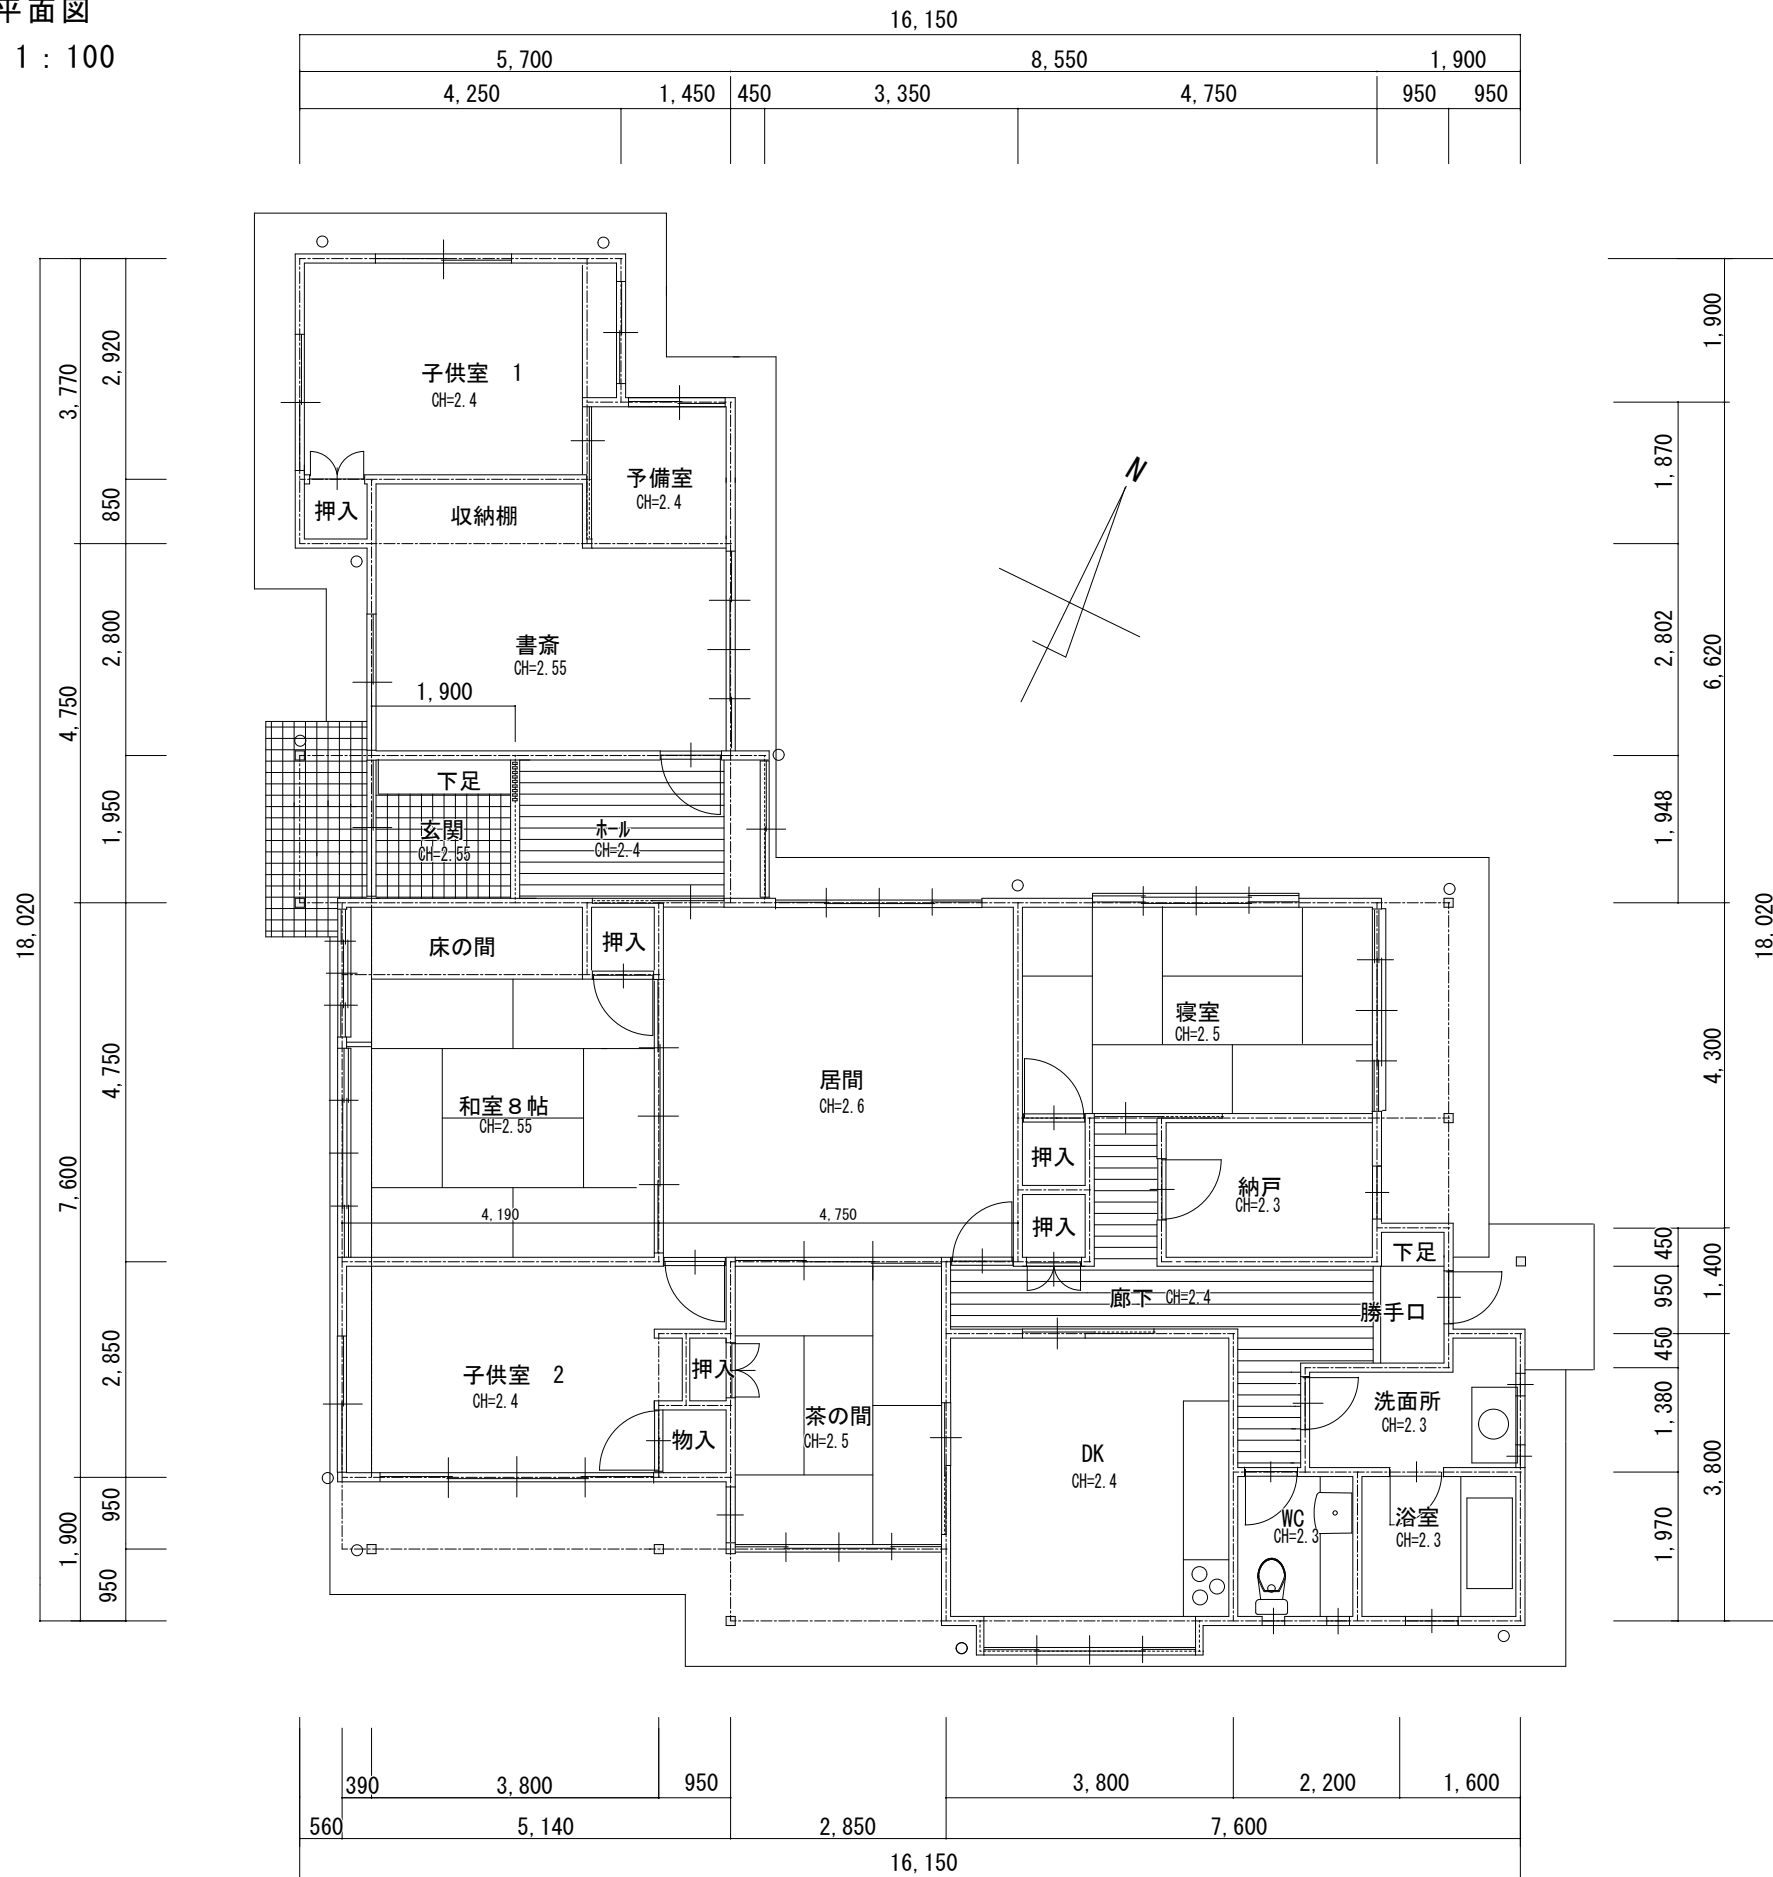 平面図
1:100
16,150
5,700 8,550 1,900
4,250 1,450 450 3,350 4,750 950 950
18,020
3,770 4,750 7,600 1,900
2,920 850 2,800 1,950 4,750 2,850 950 950
子供室 1
CH=2.4
押入
収納棚
予備室
CH=2.4
N
書斎
CH=2.55
1,900
下足
玄関
CH=2.55
ホール
CH=2.4
床の間
押入
和室8帖
CH=2.55
4,190
居間
CH=2.6
4,750
寝室
CH=2.5
押入
押入
納戸
CH=2.3
下足
廊下 CH=2.4
勝手口
子供室 2
CH=2.4
押入
物入
茶の間
CH=2.5
DK
CH=2.4
洗面所
CH=2.3
WC
CH=2.3
浴室
CH=2.3
1,900
1,870 2,802 1,948
6,620
4,300
450 950 450 1,380 1,970
1,400 3,800
18,020
390 3,800 950 3,800 2,200 1,600
560 5,140 2,850 7,600
16,150